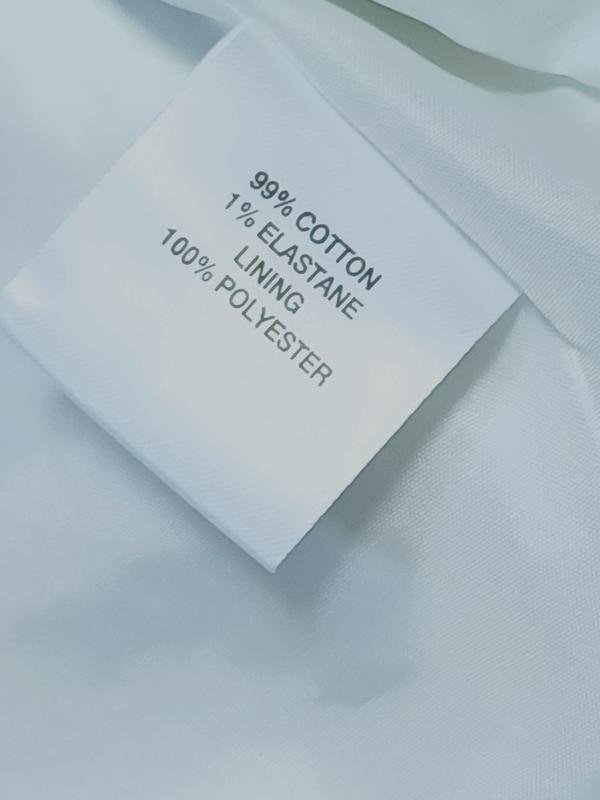 99% COTTON
1% ELASTANE
LINING
100% POLYESTER